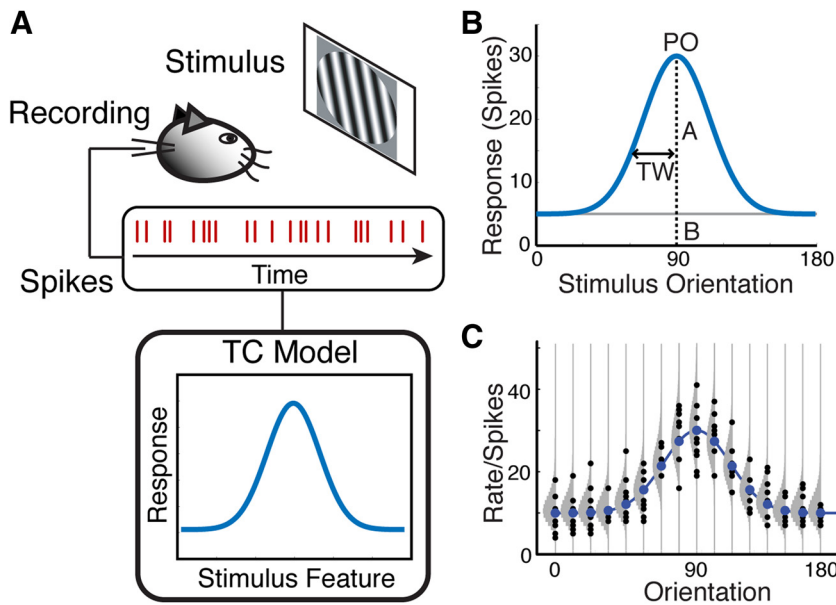 A
Stimulus
Recording
Spikes
Time
TC Model
Response
Stimulus Feature
B
PO
30
20
10
0
Response (Spikes)
A
TW
B
0 90 180
Stimulus Orientation
C
40
20
0
Rate/Spikes
0 90 180
Orientation